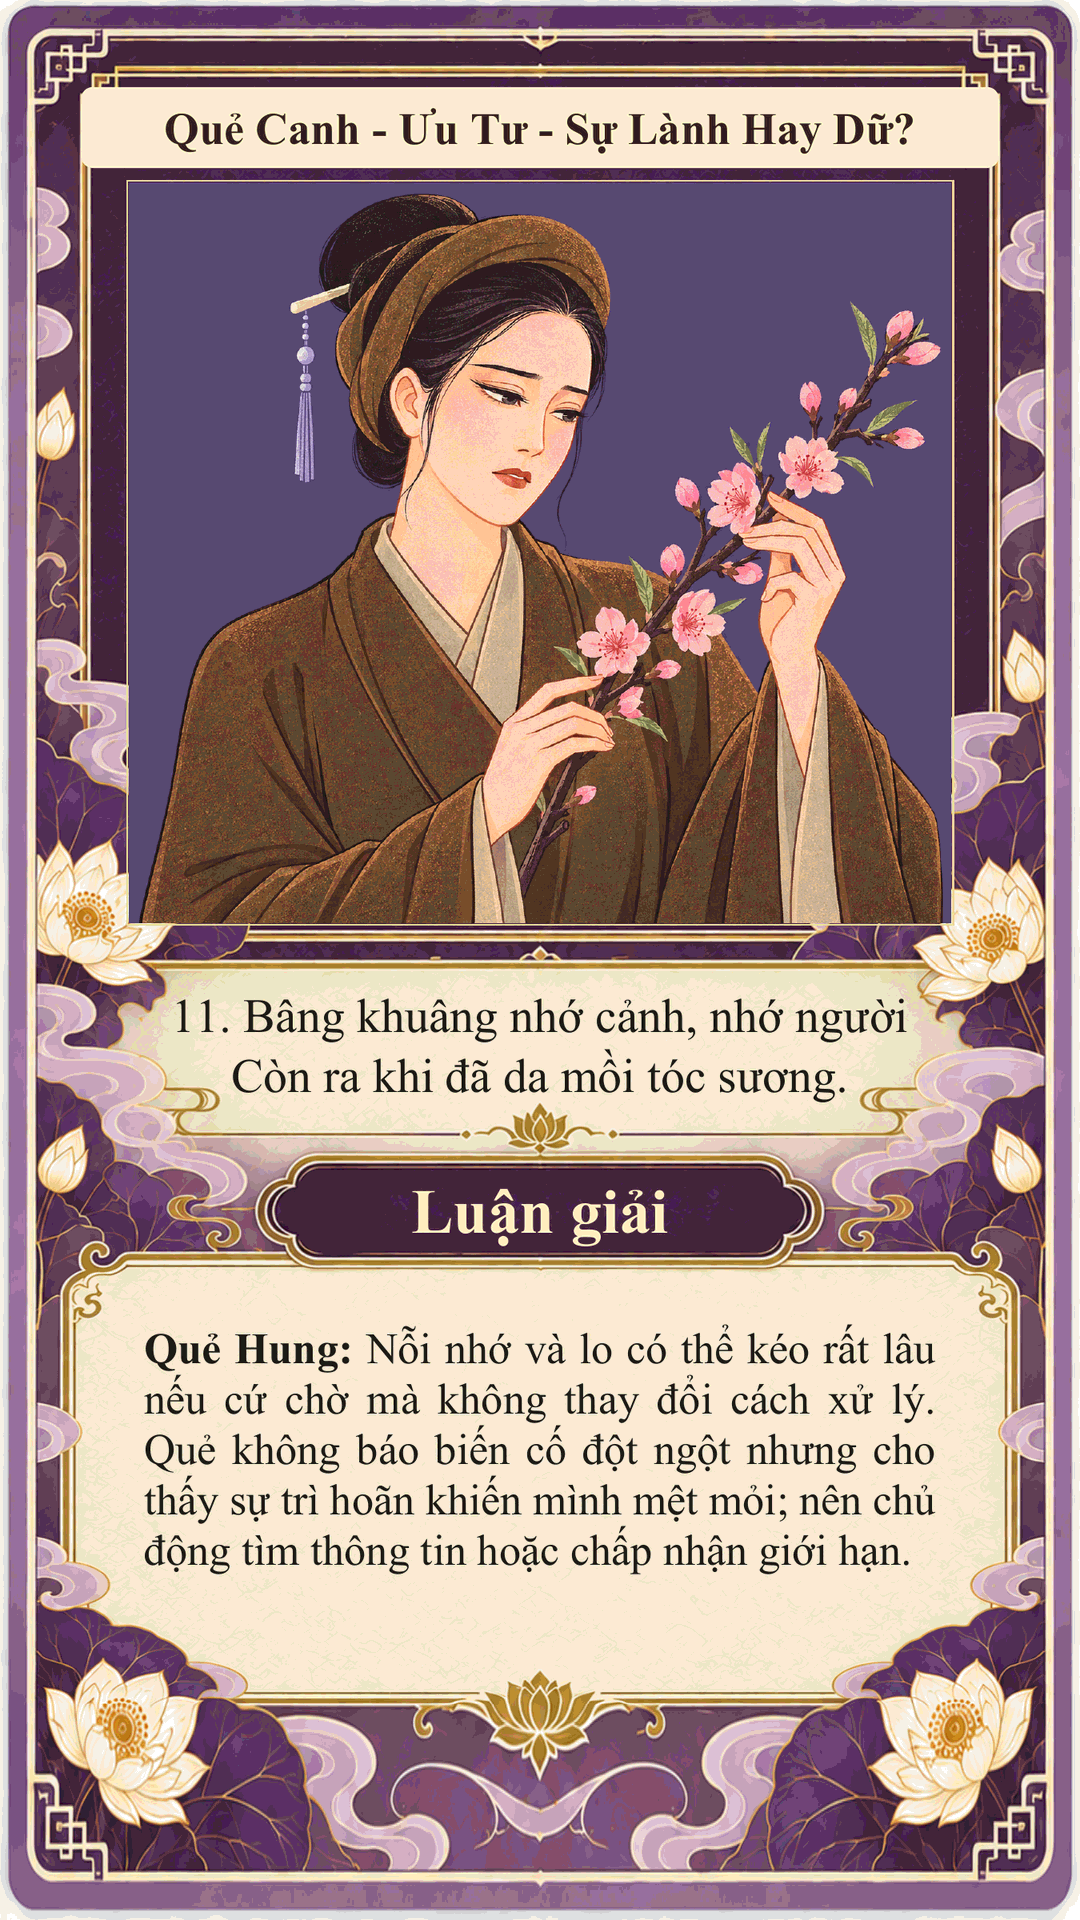 Quẻ Canh - Ưu Tư - Sự Lành Hay Dữ?
11. Bâng khuâng nhớ cảnh, nhớ người
Còn ra khi đã da mồi tóc sương.
Luận giải
Quẻ Hung: Nỗi nhớ và lo có thể kéo rất lâu
nếu cứ chờ mà không thay đổi cách xử lý.
Quẻ không báo biến cố đột ngột nhưng cho
thấy sự trì hoãn khiến mình mệt mỏi; nên chủ
động tìm thông tin hoặc chấp nhận giới hạn.